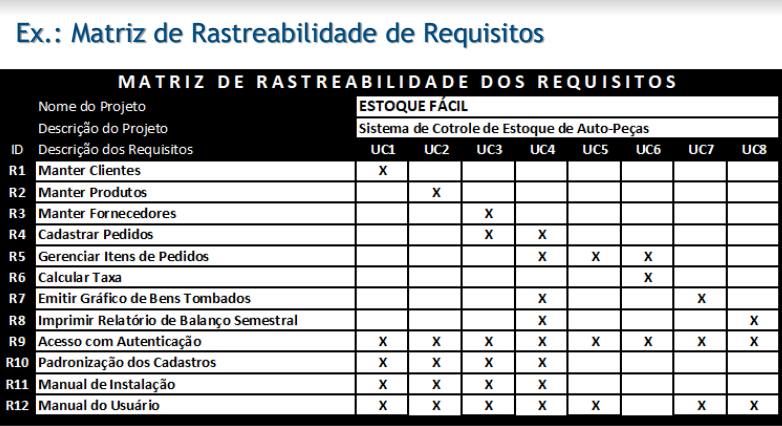 Ex.: Matriz de Rastreabilidade de Requisitos
MATRIZ DE RASTREABILIDADE DOS REQUISITOS
Nome do Projeto ESTOQUE FÁCIL
Descrição do Projeto Sistema de Cotrole de Estoque de Auto-Peças
ID Descrição dos Requisitos UC1 UC2 UC3 UC4 UC5 UC6 UC7 UC8
R1 Manter Clientes X
R2 Manter Produtos X
R3 Manter Fornecedores X
R4 Cadastrar Pedidos X X
R5 Gerenciar Itens de Pedidos X X X
R6 Calcular Taxa X
R7 Emitir Gráfico de Bens Tombados X X
R8 Imprimir Relatório de Balanço Semestral X X
R9 Acesso com Autenticação X X X X X X X X
R10 Padronização dos Cadastros X X X X
R11 Manual de Instalação X X X X
R12 Manual do Usuário X X X X X X X